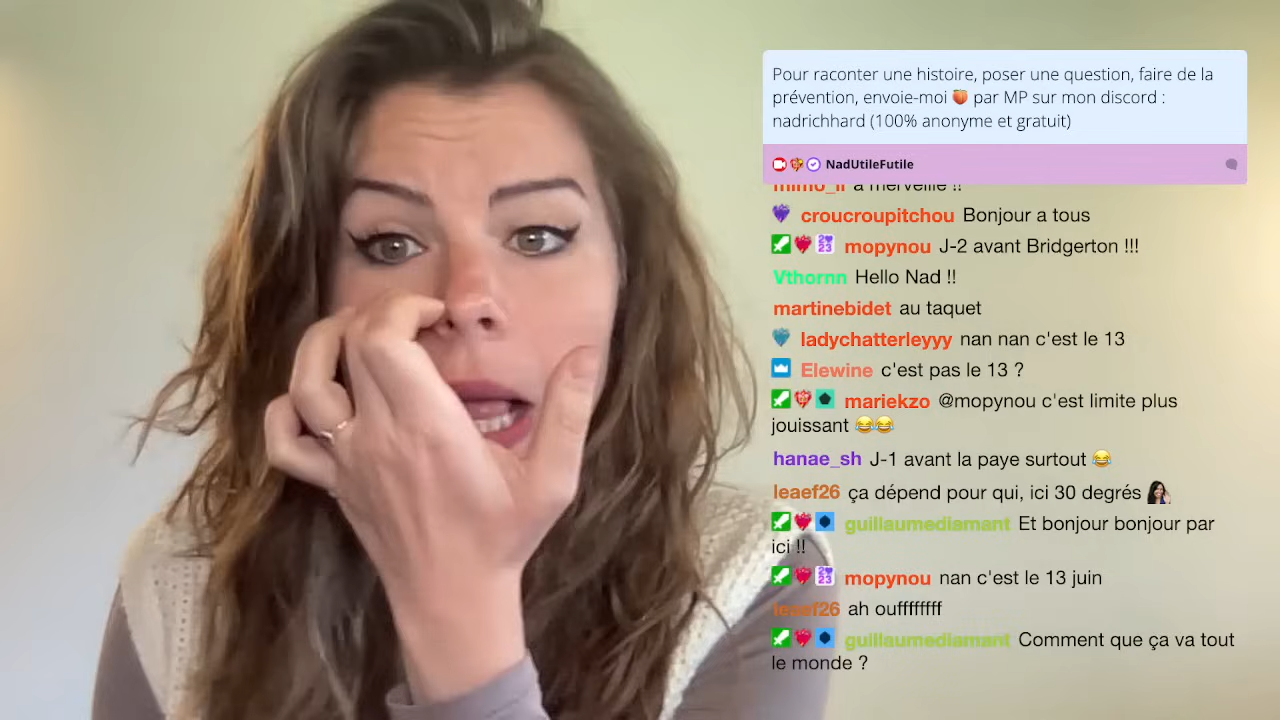 Pour raconter une histoire, poser une question, faire de la
prévention, envoie-moi 🍑 par MP sur mon discord :
nadrichhard (100% anonyme et gratuit)
NadUtileFutile
a merveille !!
croucroupitchou Bonjour a tous
mopynou J-2 avant Bridgerton !!!
Vthornn Hello Nad !!
martinebidet au taquet
ladychatterleyyy nan nan c'est le 13
Elewine c'est pas le 13 ?
mariekzo @mopynou c'est limite plus
jouissant 😂😂
hanae_sh J-1 avant la paye surtout 😂
leaef26 ça dépend pour qui, ici 30 degrés
guillaumediamant Et bonjour bonjour par
ici !!
mopynou nan c'est le 13 juin
leaef26 ah ouffffffff
guillaumediamant Comment que ça va tout
le monde ?